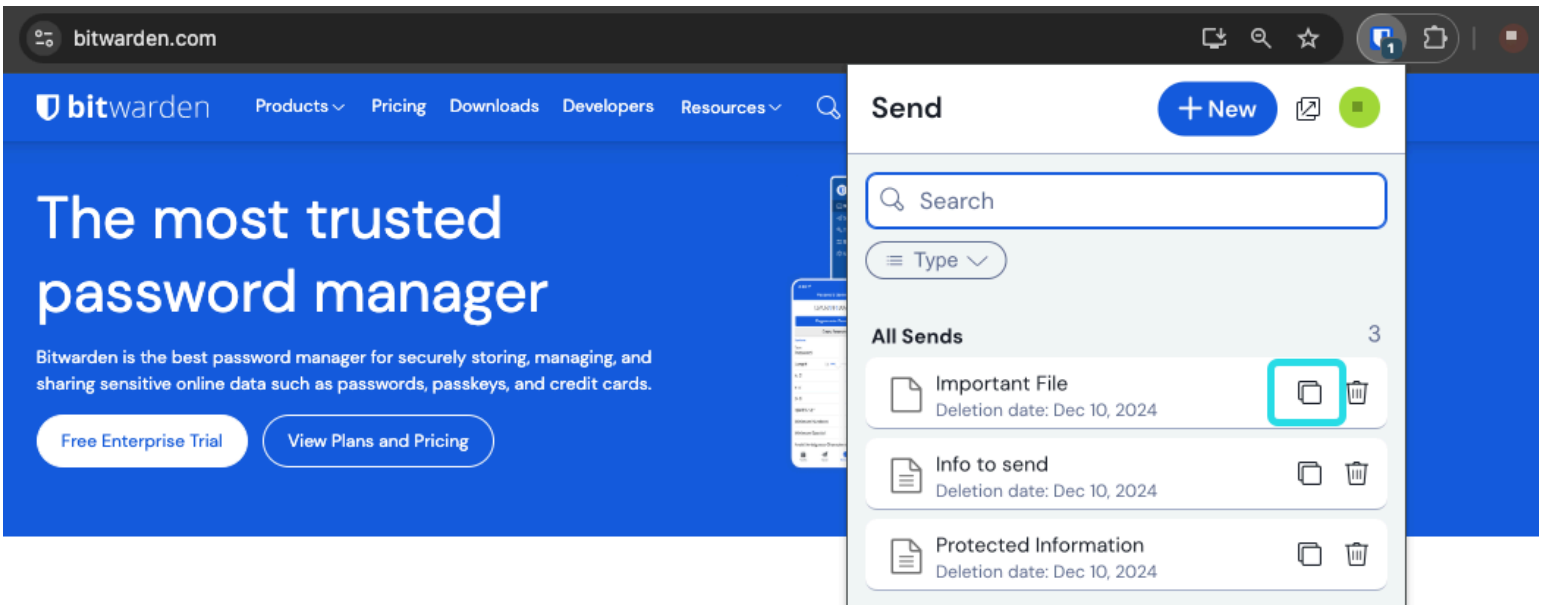 bitwarden.com
1
bitwarden
Products
Pricing
Downloads
Developers
Resources
The most trusted
password manager
Bitwarden is the best password manager for securely storing, managing, and
sharing sensitive online data such as passwords, passkeys, and credit cards.
Free Enterprise Trial
View Plans and Pricing
Send
New
Search
Type
All Sends
3
Important File
Deletion date: Dec 10, 2024
Info to send
Deletion date: Dec 10, 2024
Protected Information
Deletion date: Dec 10, 2024